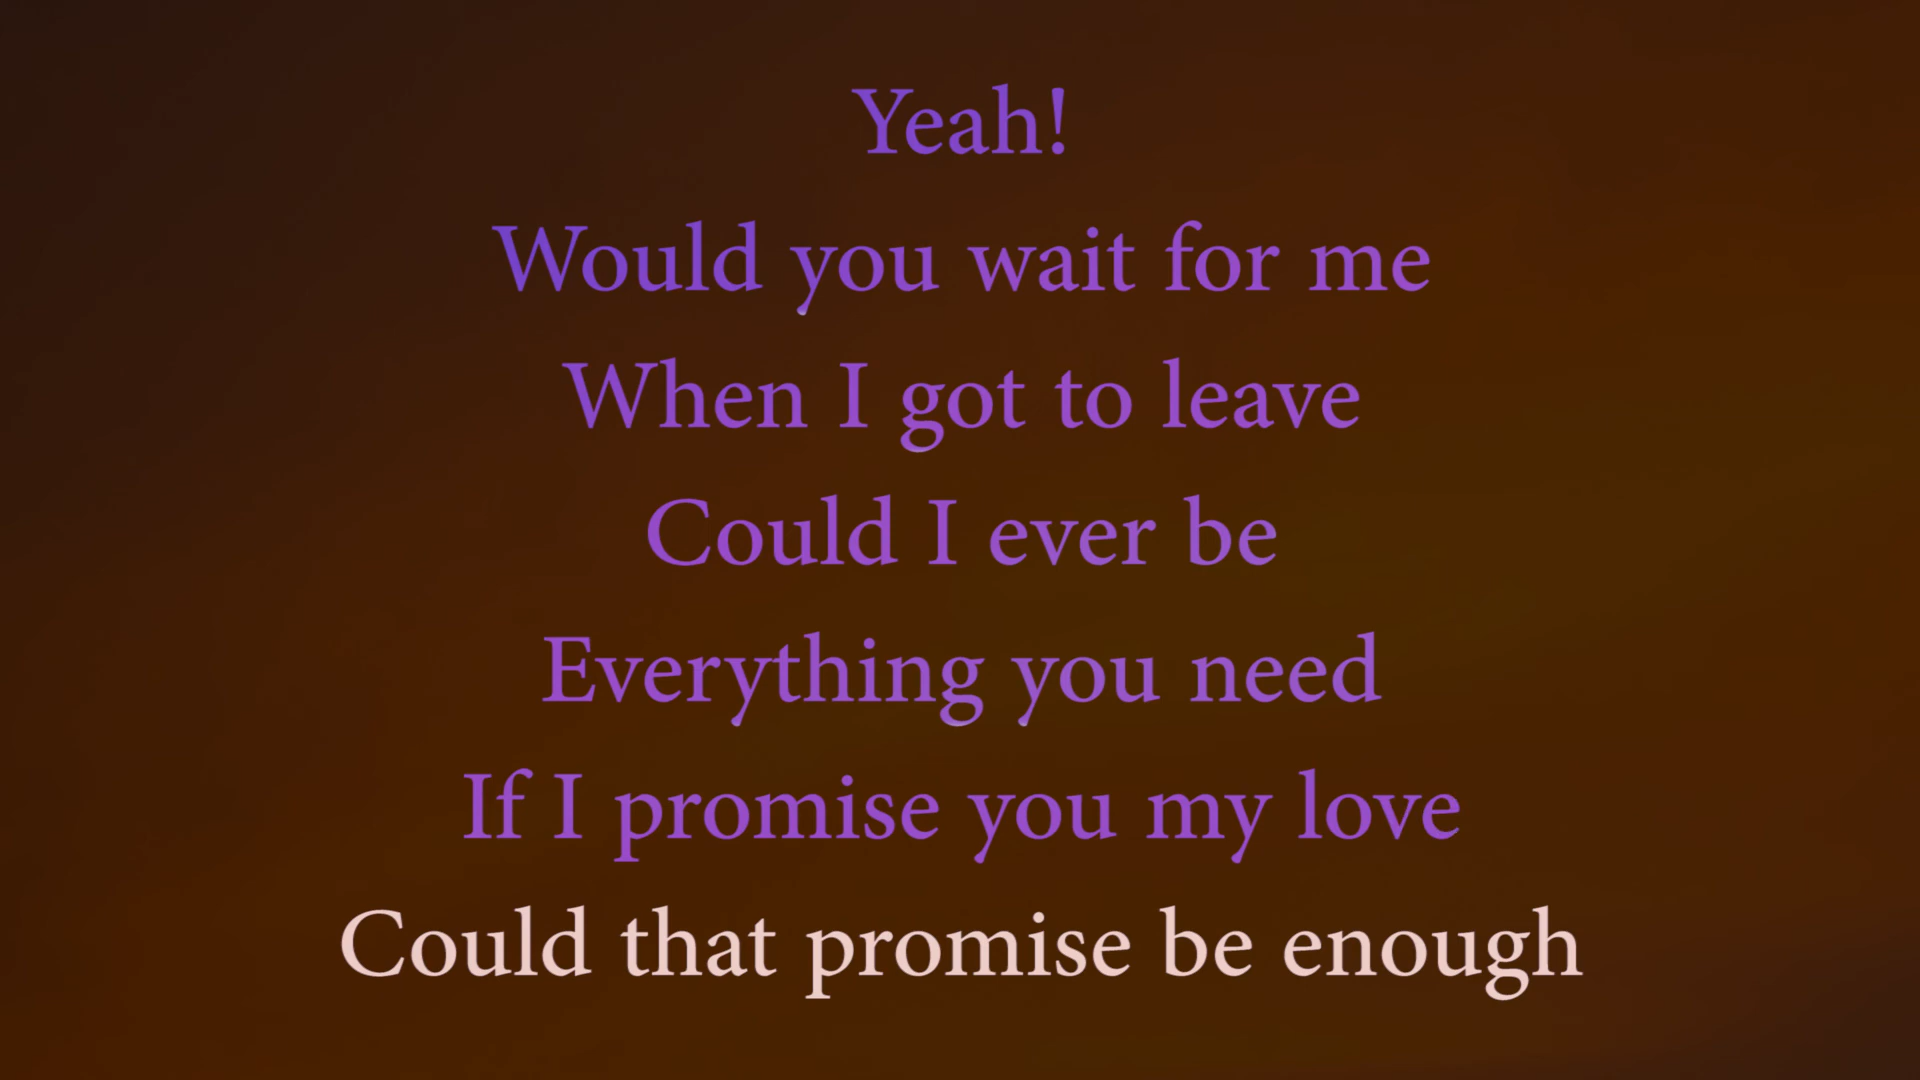 Yeah!
Would you wait for me
When I got to leave
Could I ever be
Everything you need
If I promise you my love
Could that promise be enough